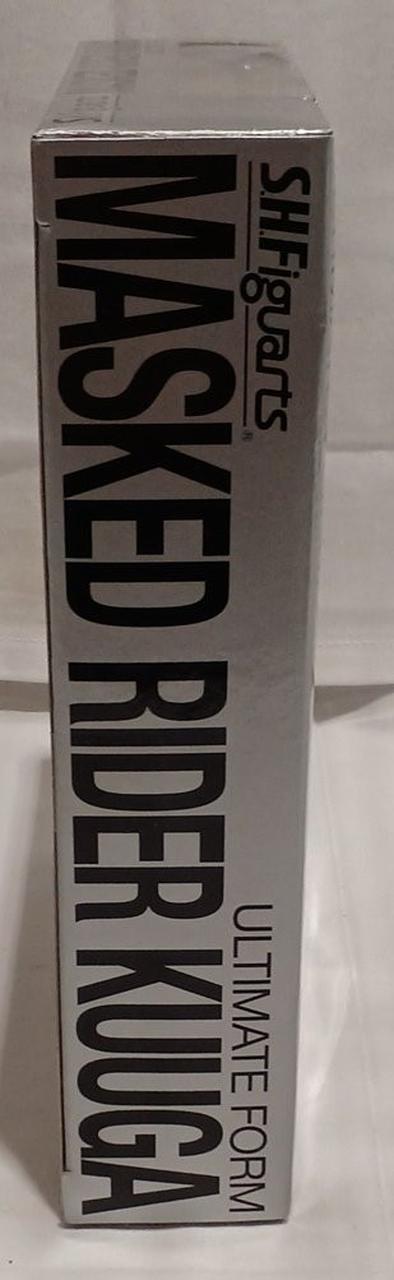 S.H.Figuarts®
MASKED RIDER KUUGA
ULTIMATE FORM